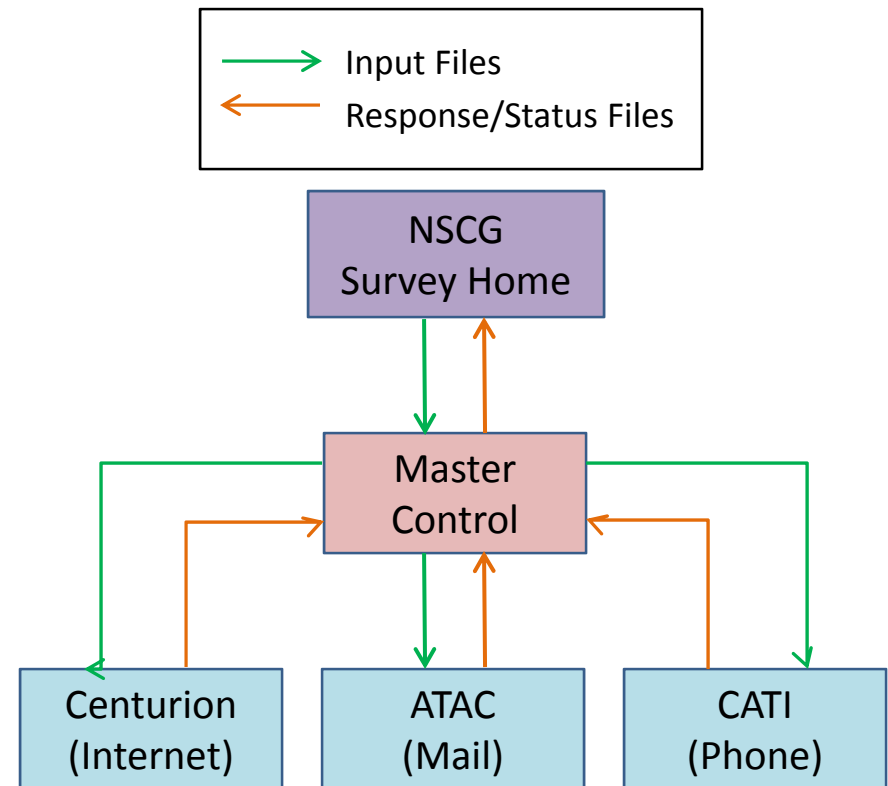 Input Files
Response/Status Files
NSCG
Survey Home
Master
Control
Centurion
(Internet)
ATAC
(Mail)
CATI
(Phone)